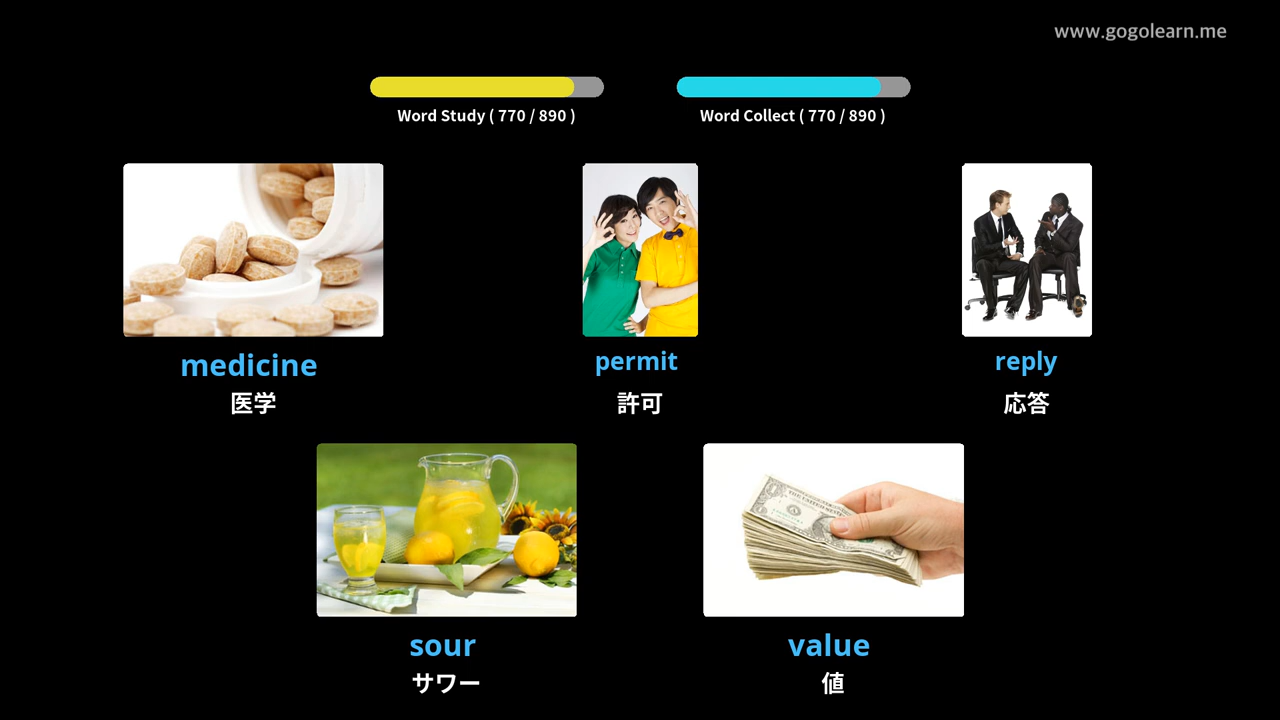 www.gogolearn.me
Word Study ( 770 / 890 )
Word Collect ( 770 / 890 )
medicine
医学
permit
許可
reply
応答
sour
サワー
value
値